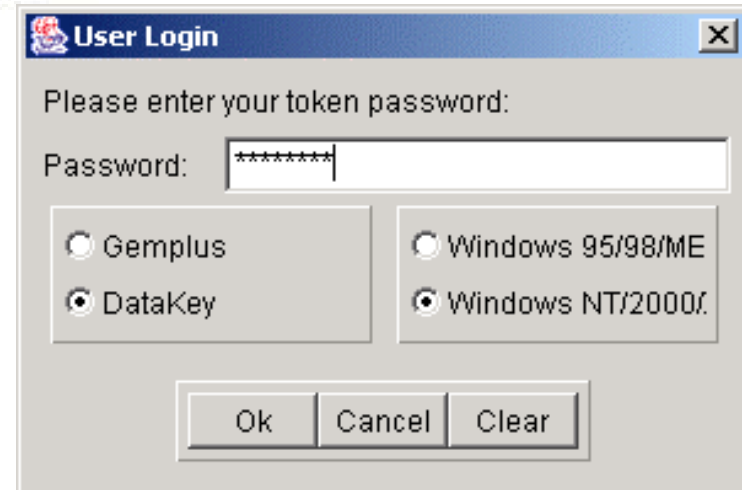 User Login
Please enter your token password:
Password: ********
Gemplus
DataKey
Windows 95/98/ME
Windows NT/2000/
Ok Cancel Clear